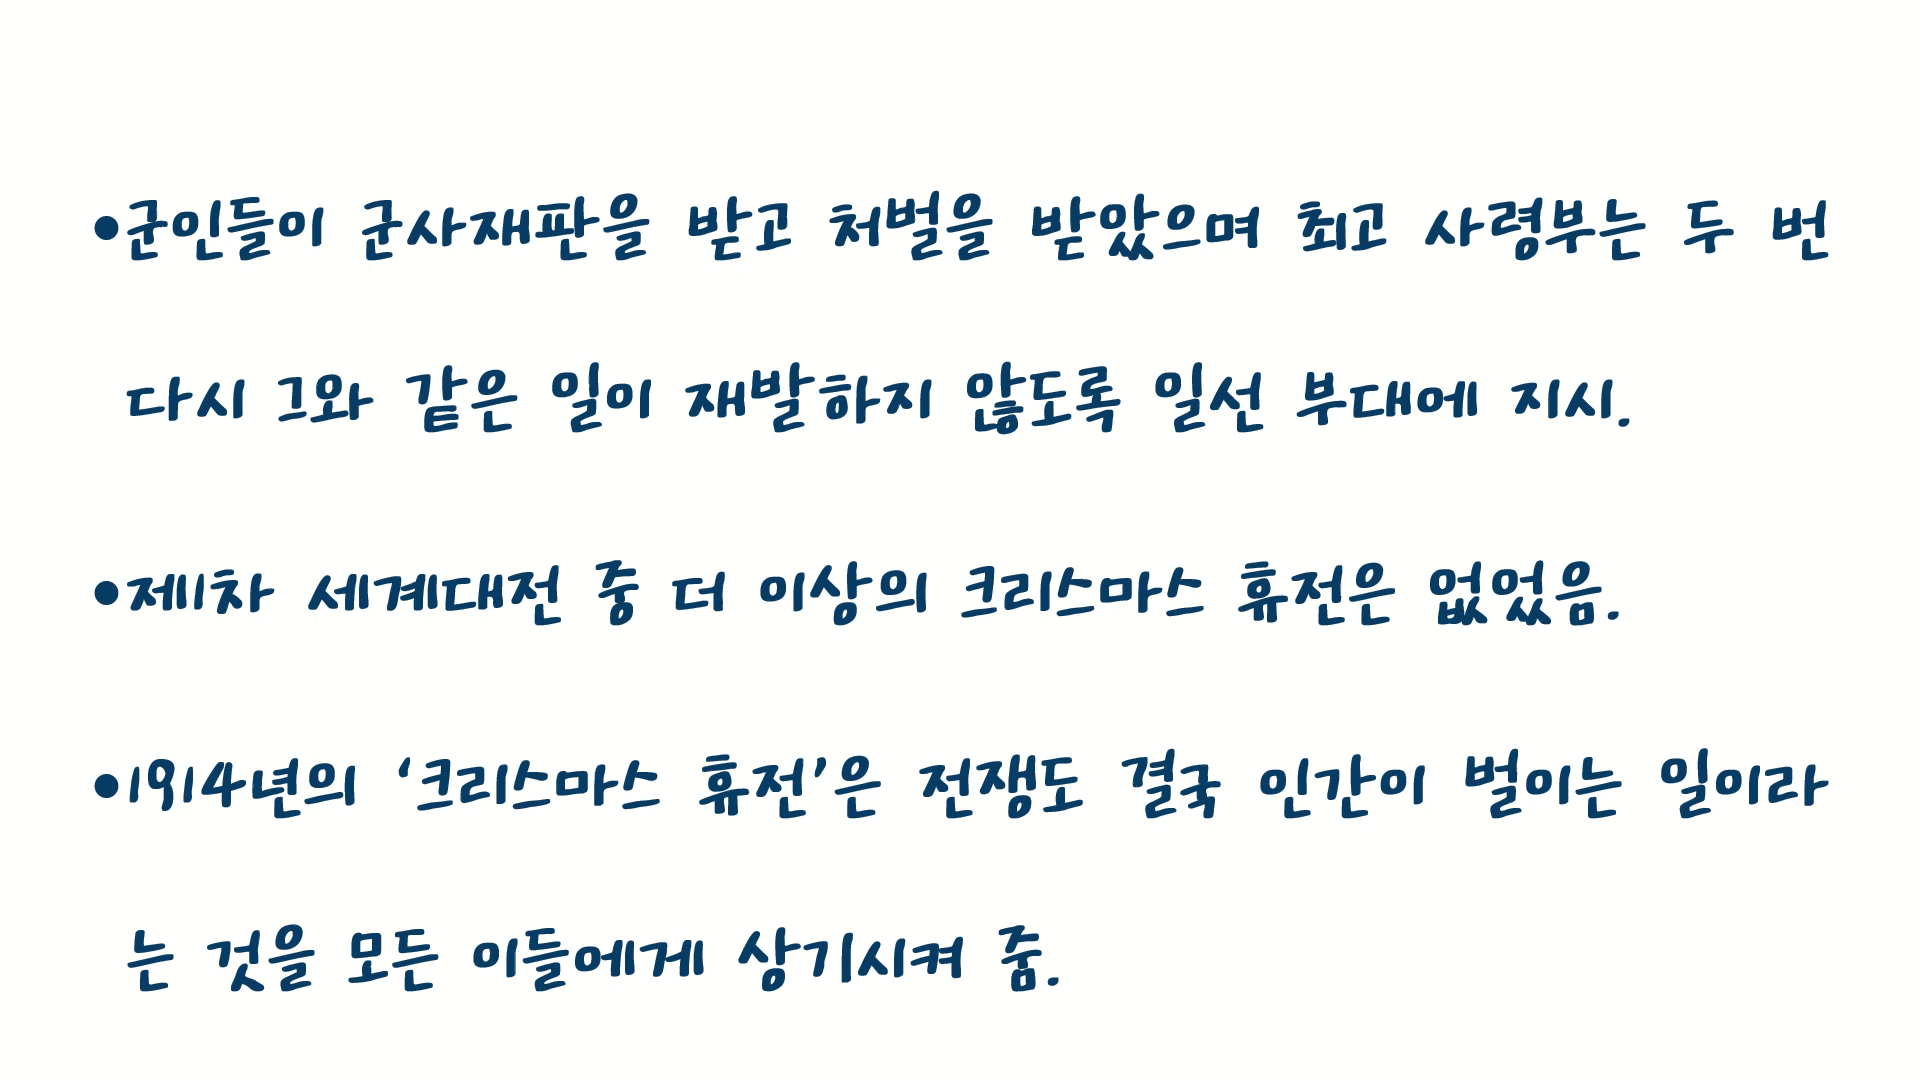 •군인들이 군사재판을 받고 처벌을 받았으며 최고 사령부는 두 번
다시 그와 같은 일이 재발하지 않도록 일선 부대에 지시.
•제1차 세계대전 중 더 이상의 크리스마스 휴전은 없었음.
•1914년의 ‘크리스마스 휴전’은 전쟁도 결국 인간이 벌이는 일이라
는 것을 모든 이들에게 상기시켜 줌.